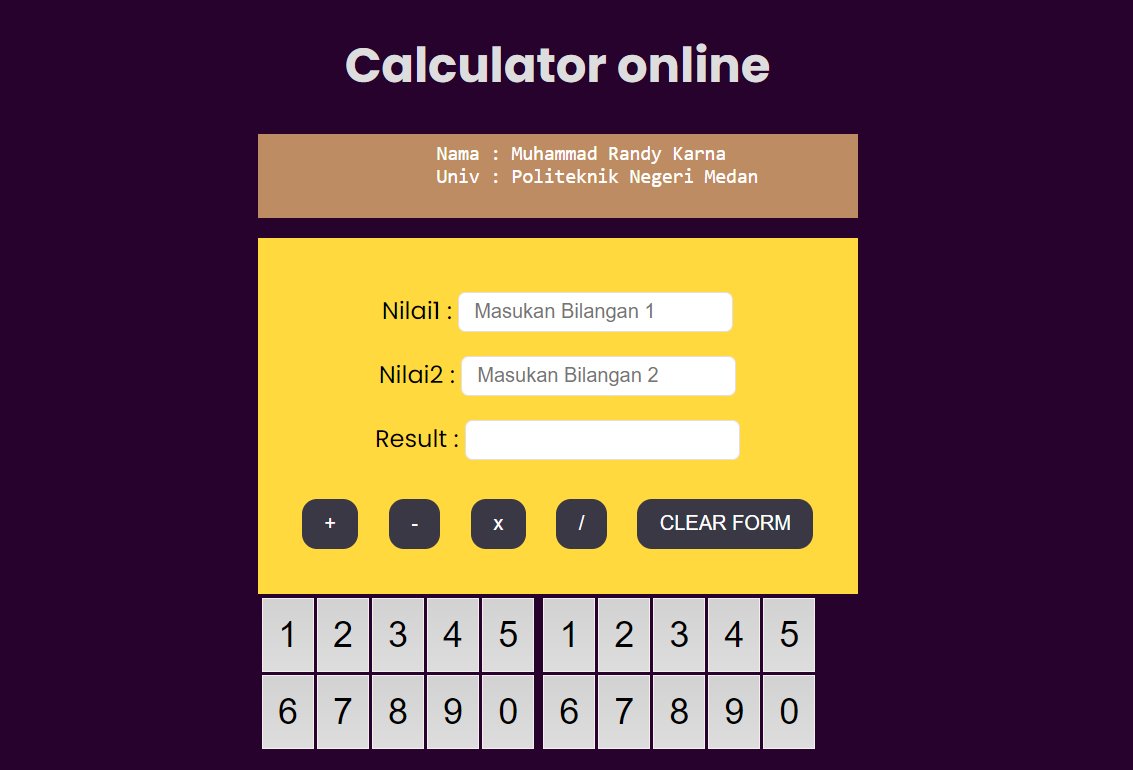 Calculator online
Nama : Muhammad Randy Karna
Univ : Politeknik Negeri Medan
Nilai1 : Masukan Bilangan 1
Nilai2 : Masukan Bilangan 2
Result :
+ - x / CLEAR FORM
1 2 3 4 5 1 2 3 4 5
6 7 8 9 0 6 7 8 9 0